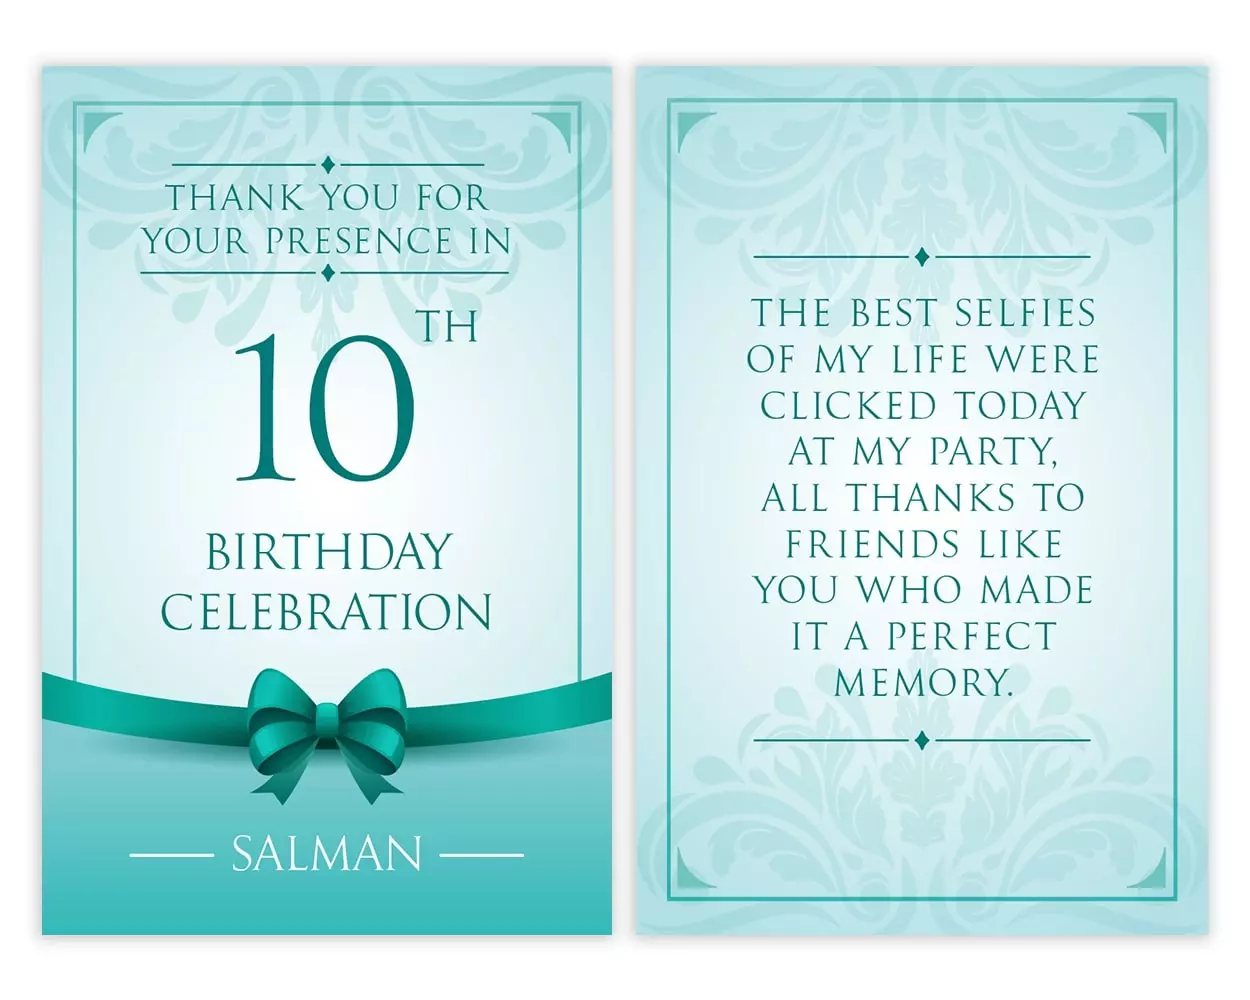 THANK YOU FOR
YOUR PRESENCE IN
10TH
BIRTHDAY
CELEBRATION
SALMAN
THE BEST SELFIES
OF MY LIFE WERE
CLICKED TODAY
AT MY PARTY,
ALL THANKS TO
FRIENDS LIKE
YOU WHO MADE
IT A PERFECT
MEMORY.